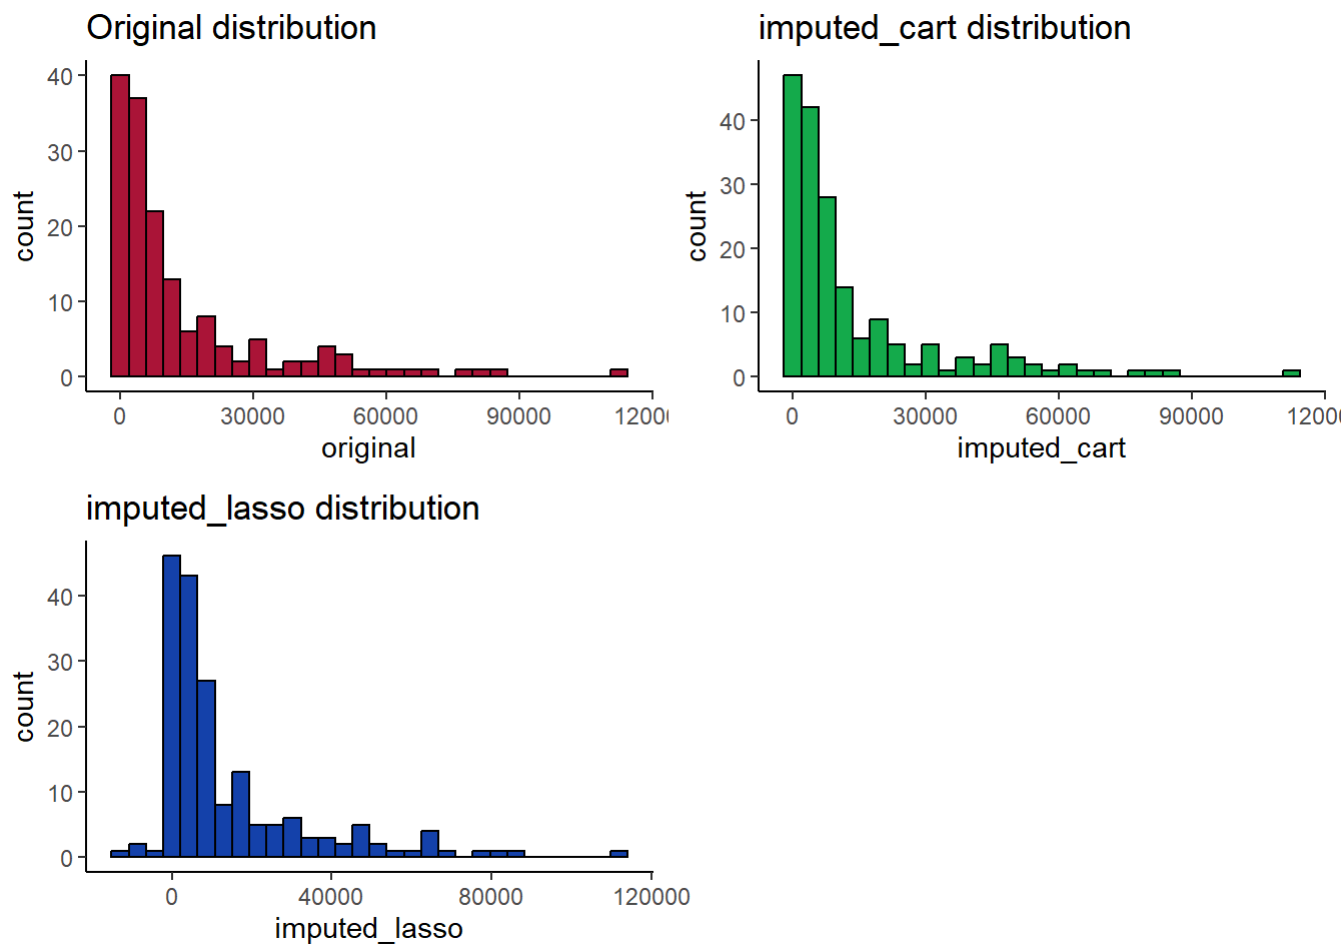 Original distribution
count
40
30
20
10
0
0 30000 60000 90000 12000
original
imputed_cart distribution
count
40
30
20
10
0
0 30000 60000 90000 12000
imputed_cart
imputed_lasso distribution
count
40
30
20
10
0
0 40000 80000 120000
imputed_lasso